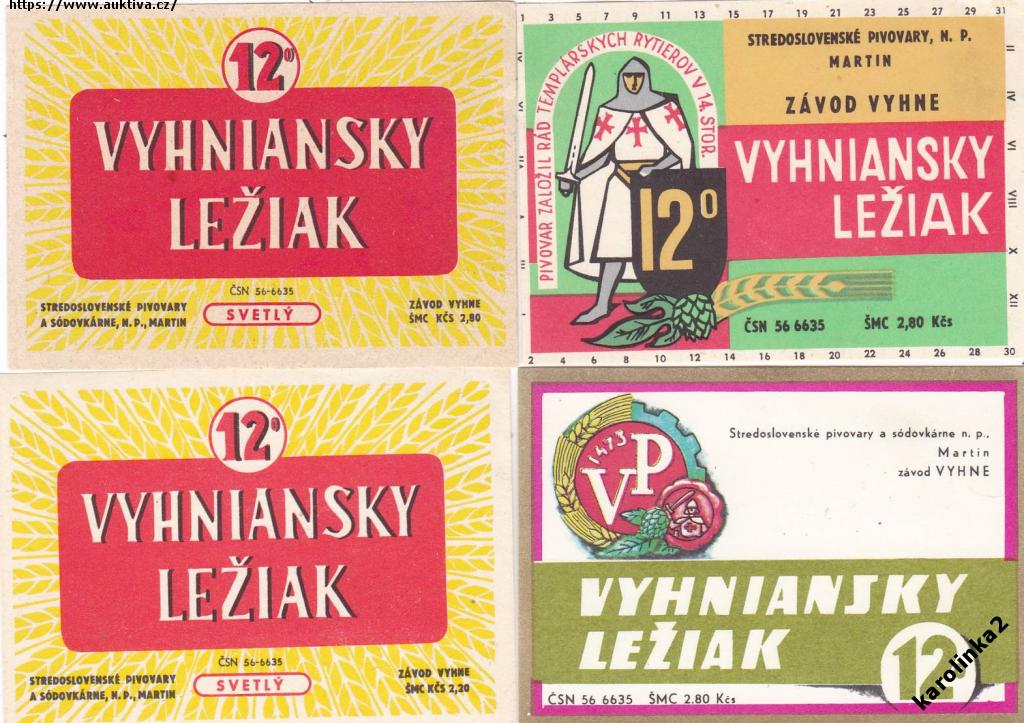 https://www.auktiva.cz/
12°
VYHNIANSKY
LEŽIAK
ČSN 56-6635
STREDOSLOVENSKÉ PIVOVARY
A SÓDOVKÁRNE, N. P., MARTIN
SVETLÝ
ZÁVOD VYHNE
ŠMC KČS 2,80
1 3 5 7 9 11 13 15 17 19 21 23 25 27 29 31
PIVOVAR ZALOŽIL RÁD TEMPLÁRSKYCH RYTIEROV V 14. STOR.
STREDOSLOVENSKÉ PIVOVARY, N. P.
MARTIN
ZÁVOD VYHNE
VYHNIANSKY
LEŽIAK
12°
ČSN 56 6635 ŠMC 2,80 Kčs
II
IV
VI
VIII
X
XII
2 4 6 8 10 12 14 16 18 20 22 24 26 28 30
12°
VYHNIANSKY
LEŽIAK
ČSN 56-6635
STREDOSLOVENSKÉ PIVOVARY
A SÓDOVKÁRNE, N. P., MARTIN
SVETLÝ
ZÁVOD VYHNE
ŠMC KČS 2,20
1473
VP
Stredoslovenské pivovary a sódovkárne n. p.,
Martin
závod VYHNE
VYHNIANSKY
LEŽIAK
12
ČSN 56 6635 ŠMC 2.80 Kčs
karolinka2